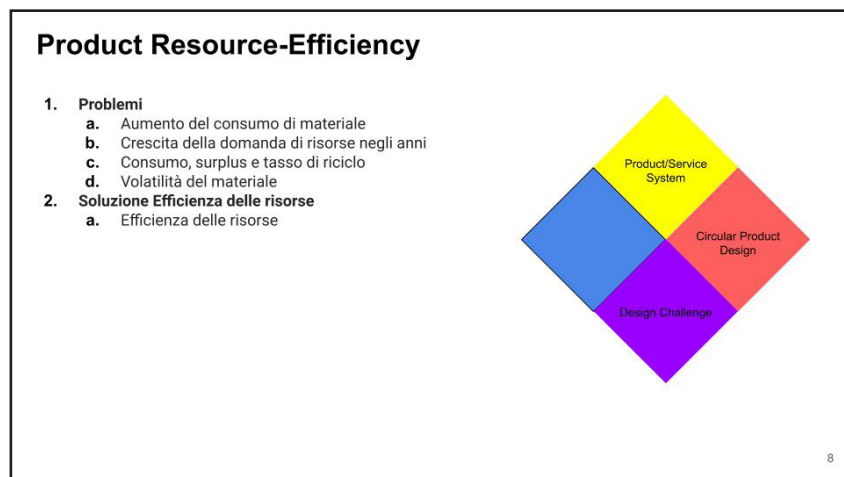 Product Resource-Efficiency
1. Problemi
a. Aumento del consumo di materiale
b. Crescita della domanda di risorse negli anni
c. Consumo, surplus e tasso di riciclo
d. Volatilità del materiale
2. Soluzione Efficienza delle risorse
a. Efficienza delle risorse
Product/Service
System
Circular Product
Design
Design Challenge
8